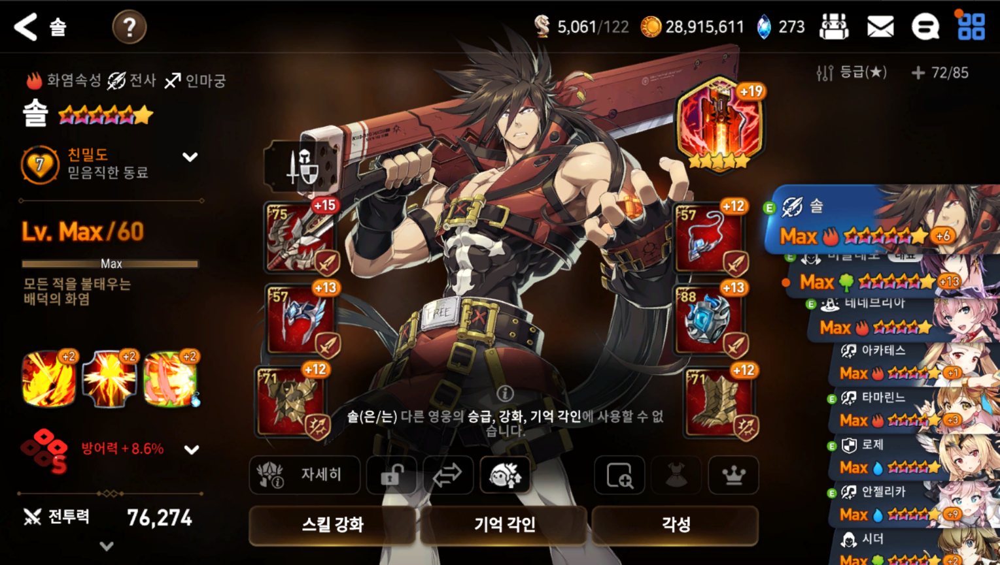 솔
?
5,061/122
28,915,611
273
화염속성 전사 인마궁
등급(★)
72/85
솔
+19
7
친밀도
믿음직한 동료
Lv. Max/60
Max
모든 적을 불태우는
배덕의 화염
75 +15
57 +12
57 +13
88 +13
71 +12
71 +12
FREE
E 솔
Max +6
E 대표
Max +13
E 테네브리아
Max
아카테스
Max +1
E 타마린느
Max +3
E 로제
Max
E 안젤리카
Max +9
시더
Max +2
+2
+2
+2
솔(은/는) 다른 영웅의 승급, 강화, 기억 각인에 사용할 수 없
습니다.
S
방어력 + 8.6%
자세히
전투력 76,274
스킬 강화
기억 각인
각성